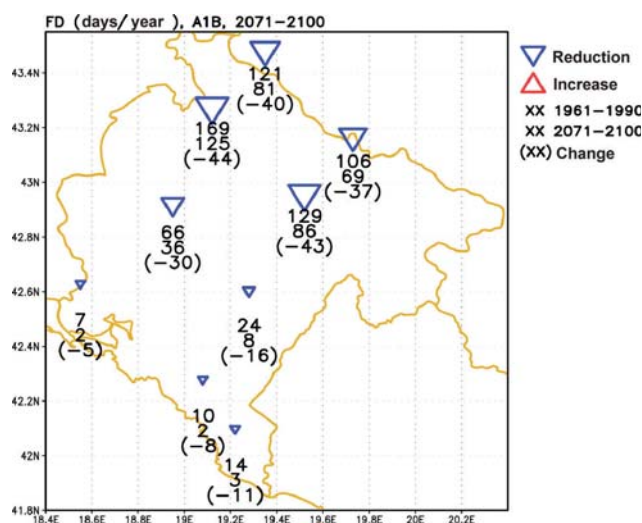 FD (days/year), A1B, 2071–2100
43.4N
43.2N
43N
42.8N
42.6N
42.4N
42.2N
42N
41.8N
18.4E 18.6E 18.8E 19E 19.2E 19.4E 19.6E 19.8E 20E 20.2E
121
81
(−40)
169
125
(−44)
106
69
(−37)
129
86
(−43)
66
36
(−30)
7
2
(−5)
24
8
(−16)
10
2
(−8)
14
3
(−11)
Reduction
Increase
XX 1961−1990
XX 2071−2100
(XX) Change